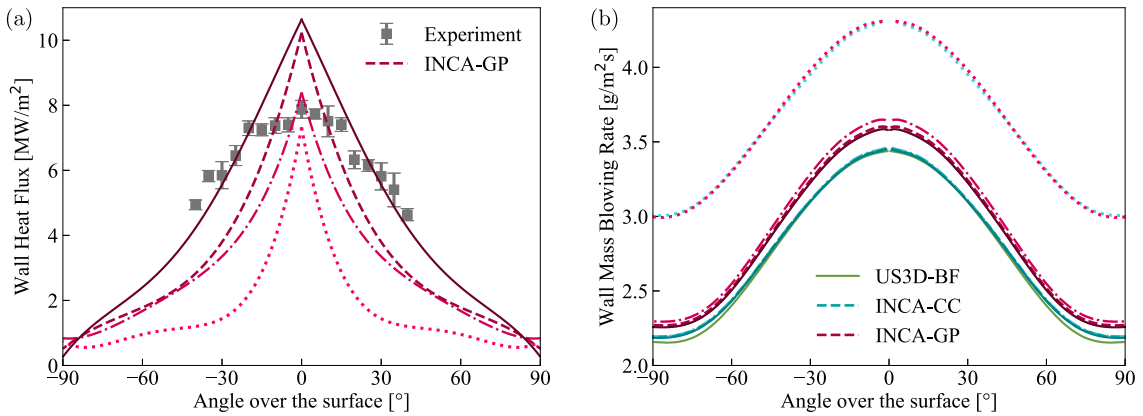 (a)
Wall Heat Flux [MW/m²]
10
8
6
4
2
0
Experiment
INCA-GP
−90
−60
−30
0
30
60
90
Angle over the surface [°]
(b)
Wall Mass Blowing Rate [g/m²s]
4.0
3.5
3.0
2.5
2.0
US3D-BF
INCA-CC
INCA-GP
−90
−60
−30
0
30
60
90
Angle over the surface [°]